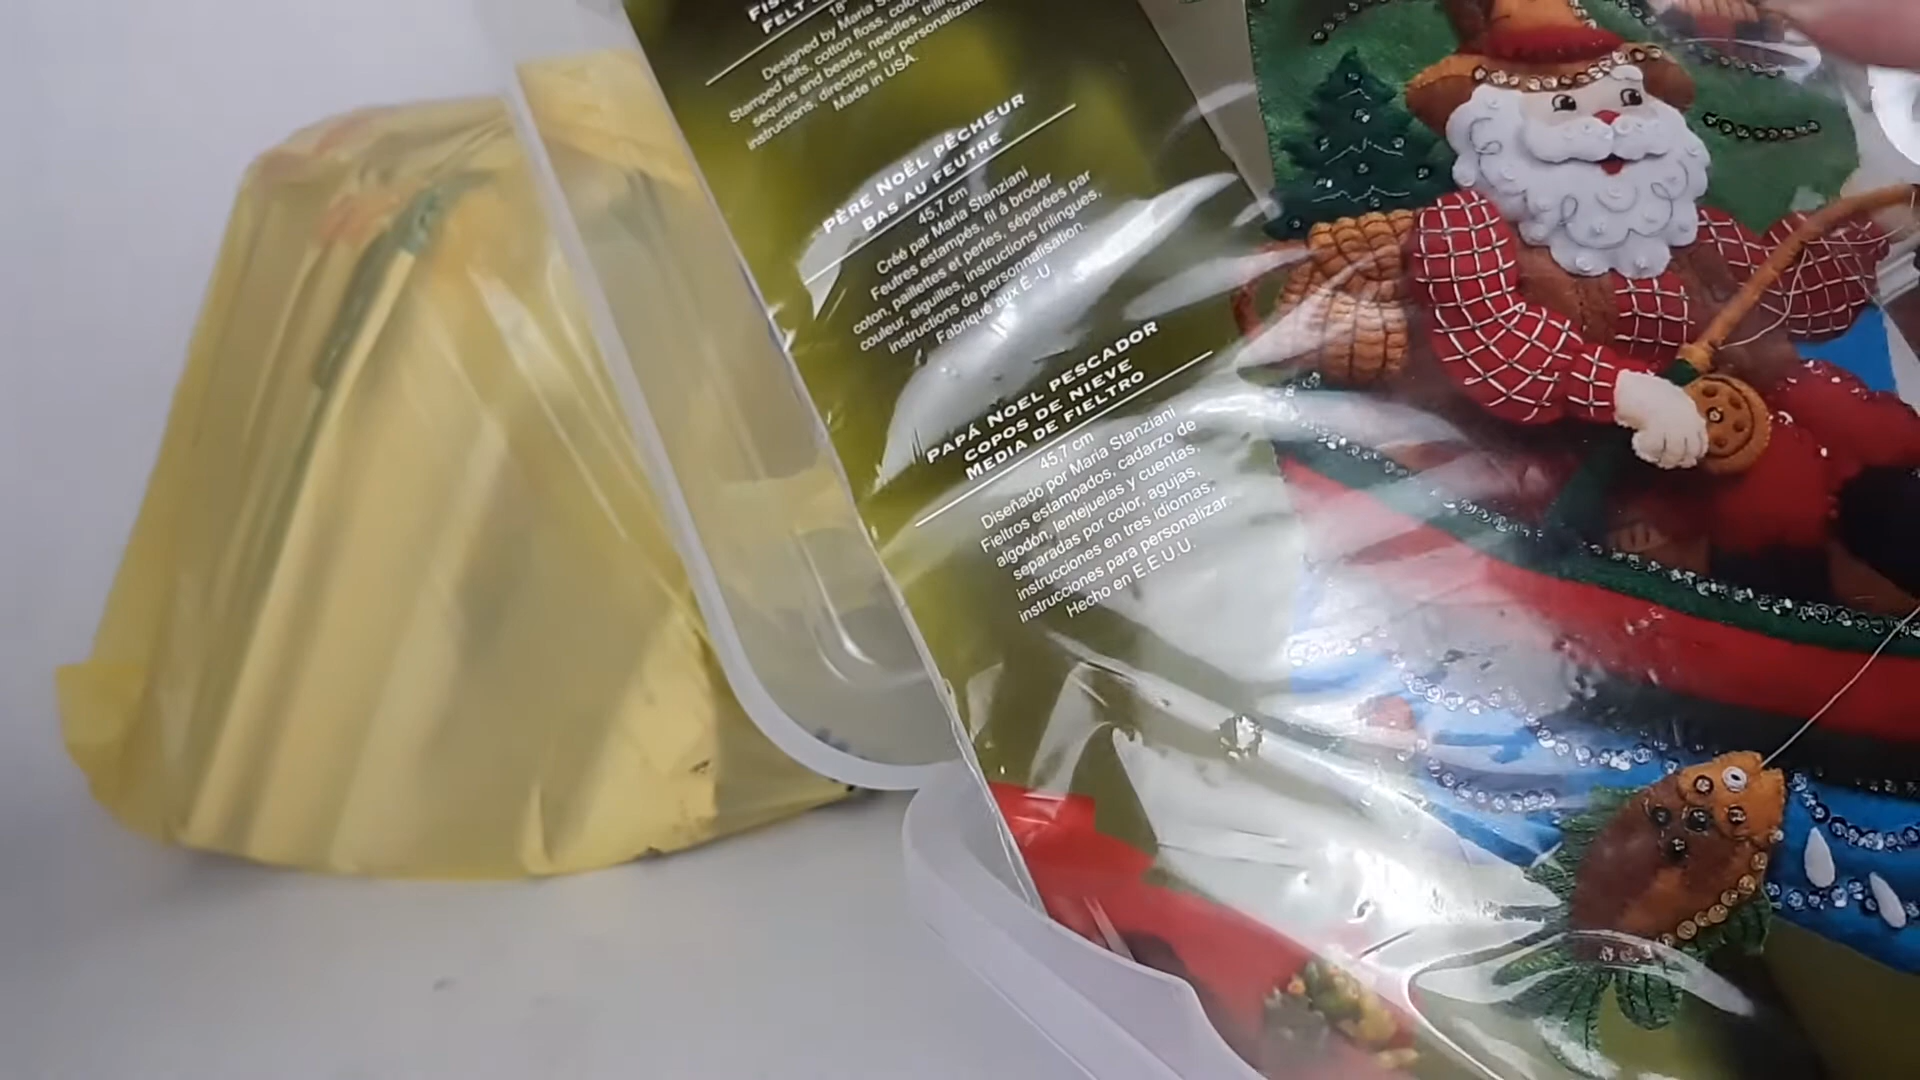 FELT
18"
Designed by Maria
Stamped felts, cotton floss,
sequins and beads, needles,
instructions, directions for
Made in USA.
PÈRE NOËL PÊCHEUR
BAS AU FEUTRE
45,7 cm
Créé par Maria Stanziani
Feutres estampés, fil à broder
coton, paillettes et perles, séparées par
couleur, aiguilles, instructions trilingues,
instructions de personnalisation.
Fabriqué aux É.-U.
PAPÁ NOEL PESCADOR
COPOS DE NIEVE
MEDIA DE FIELTRO
45,7 cm
Diseñado por Maria Stanziani
Fieltros estampados, cadarzo de
algodón, lentejuelas y cuentas,
separadas por color, agujas,
instrucciones en tres idiomas,
instrucciones para personalizar.
Hecho en E.E.U.U.